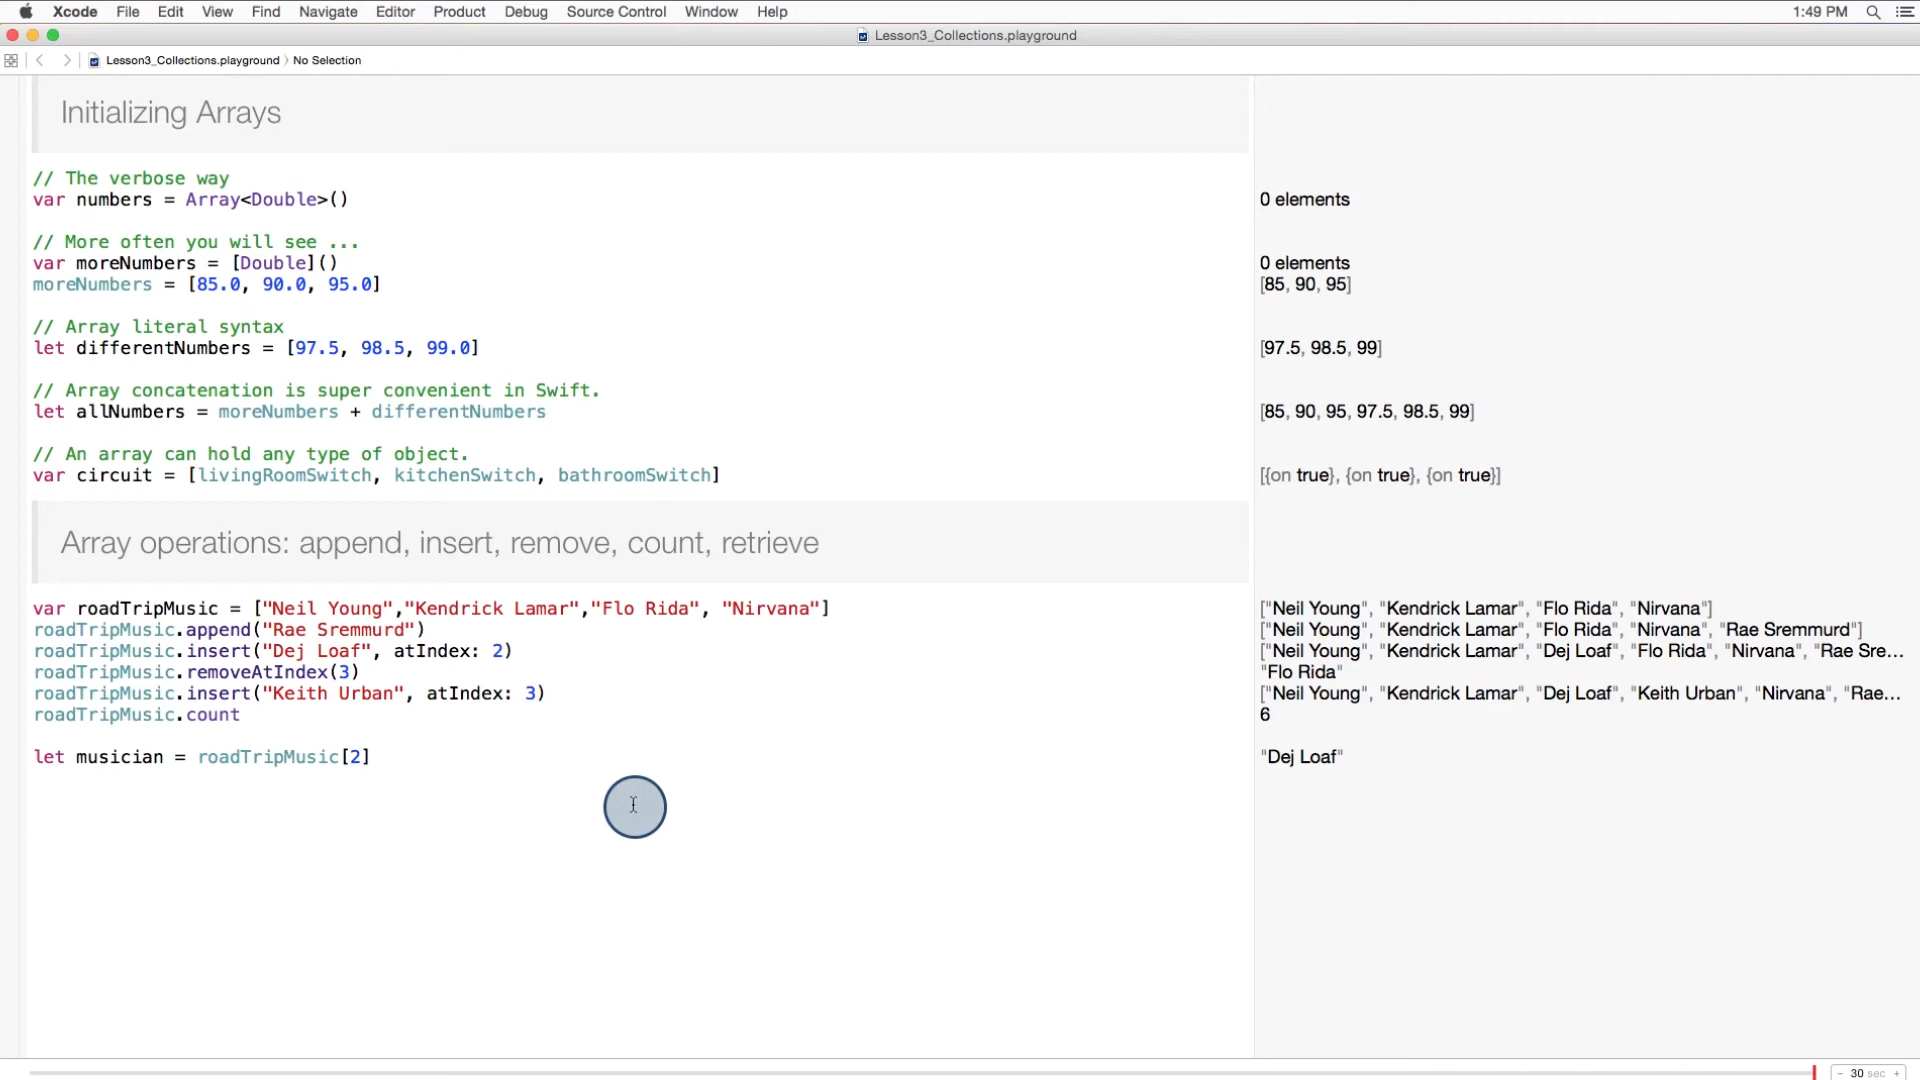 Xcode File Edit View Find Navigate Editor Product Debug Source Control Window Help 1:49 PM
Lesson3_Collections.playground
Lesson3_Collections.playground No Selection
Initializing Arrays
// The verbose way
var numbers = Array<Double>() 0 elements
// More often you will see ...
var moreNumbers = [Double]() 0 elements
moreNumbers = [85.0, 90.0, 95.0] [85, 90, 95]
// Array literal syntax
let differentNumbers = [97.5, 98.5, 99.0] [97.5, 98.5, 99]
// Array concatenation is super convenient in Swift.
let allNumbers = moreNumbers + differentNumbers [85, 90, 95, 97.5, 98.5, 99]
// An array can hold any type of object.
var circuit = [livingRoomSwitch, kitchenSwitch, bathroomSwitch] [{on true}, {on true}, {on true}]
Array operations: append, insert, remove, count, retrieve
var roadTripMusic = ["Neil Young","Kendrick Lamar","Flo Rida", "Nirvana"] ["Neil Young", "Kendrick Lamar", "Flo Rida", "Nirvana"]
roadTripMusic.append("Rae Sremmurd") ["Neil Young", "Kendrick Lamar", "Flo Rida", "Nirvana", "Rae Sremmurd"]
roadTripMusic.insert("Dej Loaf", atIndex: 2) ["Neil Young", "Kendrick Lamar", "Dej Loaf", "Flo Rida", "Nirvana", "Rae Sre...
roadTripMusic.removeAtIndex(3) "Flo Rida"
roadTripMusic.insert("Keith Urban", atIndex: 3) ["Neil Young", "Kendrick Lamar", "Dej Loaf", "Keith Urban", "Nirvana", "Rae...
roadTripMusic.count 6
let musician = roadTripMusic[2] "Dej Loaf"
- 30 sec +